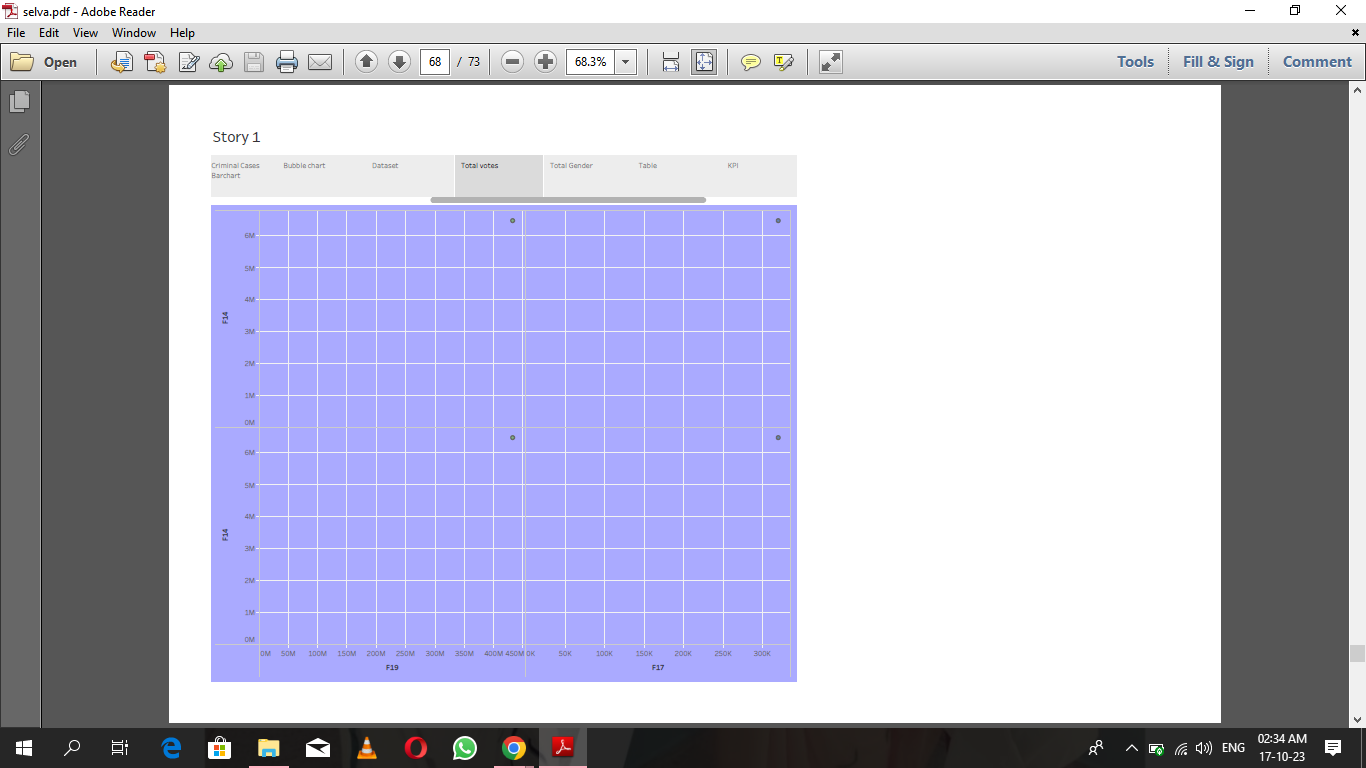 selva.pdf - Adobe Reader
File Edit View Window Help
Open 68 / 73 68.3% Tools Fill & Sign Comment
Story 1
Criminal Cases Barchart
Bubble chart
Dataset
Total votes
Total Gender
Table
KPI
6M
5M
4M
3M
2M
1M
0M
F14
6M
5M
4M
3M
2M
1M
0M
F14
0M 50M 100M 150M 200M 250M 300M 350M 400M 450M 0K 50K 100K 150K 200K 250K 300K
F19 F17
ENG
02:34 AM
17-10-23